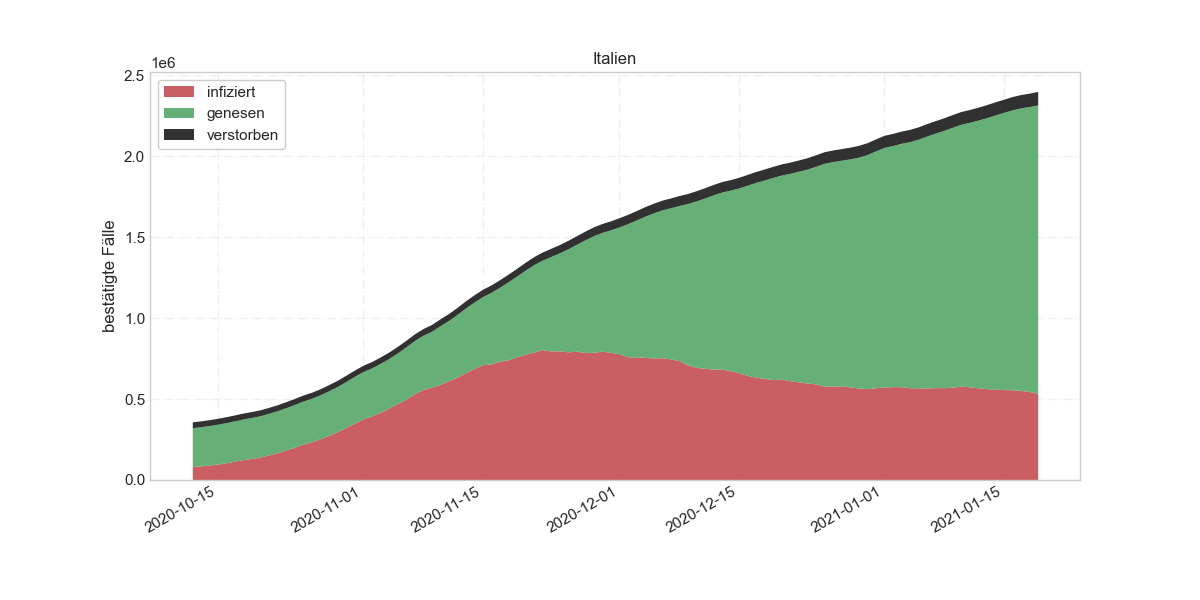 Italien
1e6
2.5
2.0
1.5
1.0
0.5
0.0
bestätigte Fälle
infiziert
genesen
verstorben
2020-10-15
2020-11-01
2020-11-15
2020-12-01
2020-12-15
2021-01-01
2021-01-15